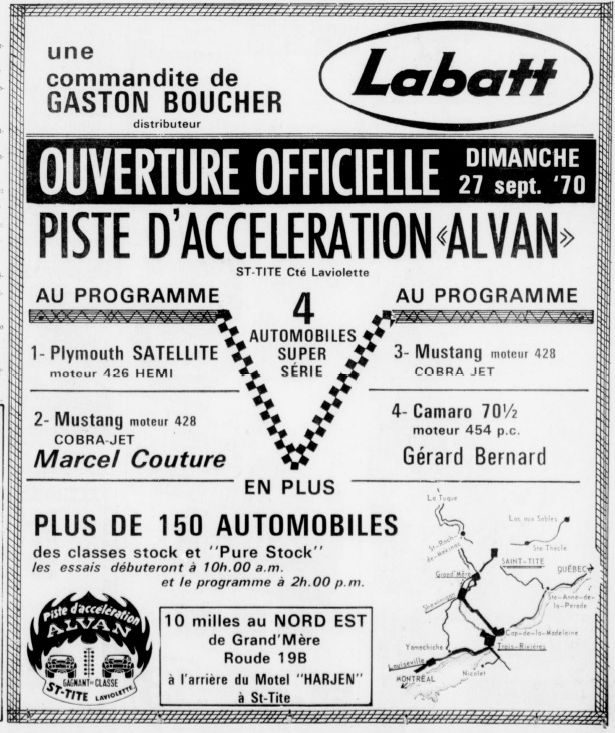 une
commandite de
GASTON BOUCHER
distributeur
Labatt
OUVERTURE OFFICIELLE
DIMANCHE
27 sept. '70
PISTE D'ACCELERATION «ALVAN»
ST-TITE Cté Laviolette
AU PROGRAMME
1- Plymouth SATELLITE
moteur 426 HEMI
2- Mustang moteur 428
COBRA-JET
Marcel Couture
4
AUTOMOBILES
SUPER
SÉRIE
AU PROGRAMME
3- Mustang moteur 428
COBRA JET
4- Camaro 70½
moteur 454 p.c.
Gérard Bernard
EN PLUS
PLUS DE 150 AUTOMOBILES
des classes stock et "Pure Stock"
les essais débuteront à 10h.00 a.m.
et le programme à 2h.00 p.m.
Piste d'accélération
ALVAN
GAGNANT DE CLASSE
ST-TITE LAVIOLETTE
10 milles au NORD EST
de Grand'Mère
Roude 19B
à l'arrière du Motel "HARJEN"
à St-Tite
La Tuque
Lac aux Sables
Ste Thècle
SAINT-TITE
QUÉBEC
Grand'Mère
Ste-Anne-de-
la-Perade
Cap-de-la-Madeleine
Trois-Rivières
Yamachiche
Louiseville
Nicolet
MONTRÉAL